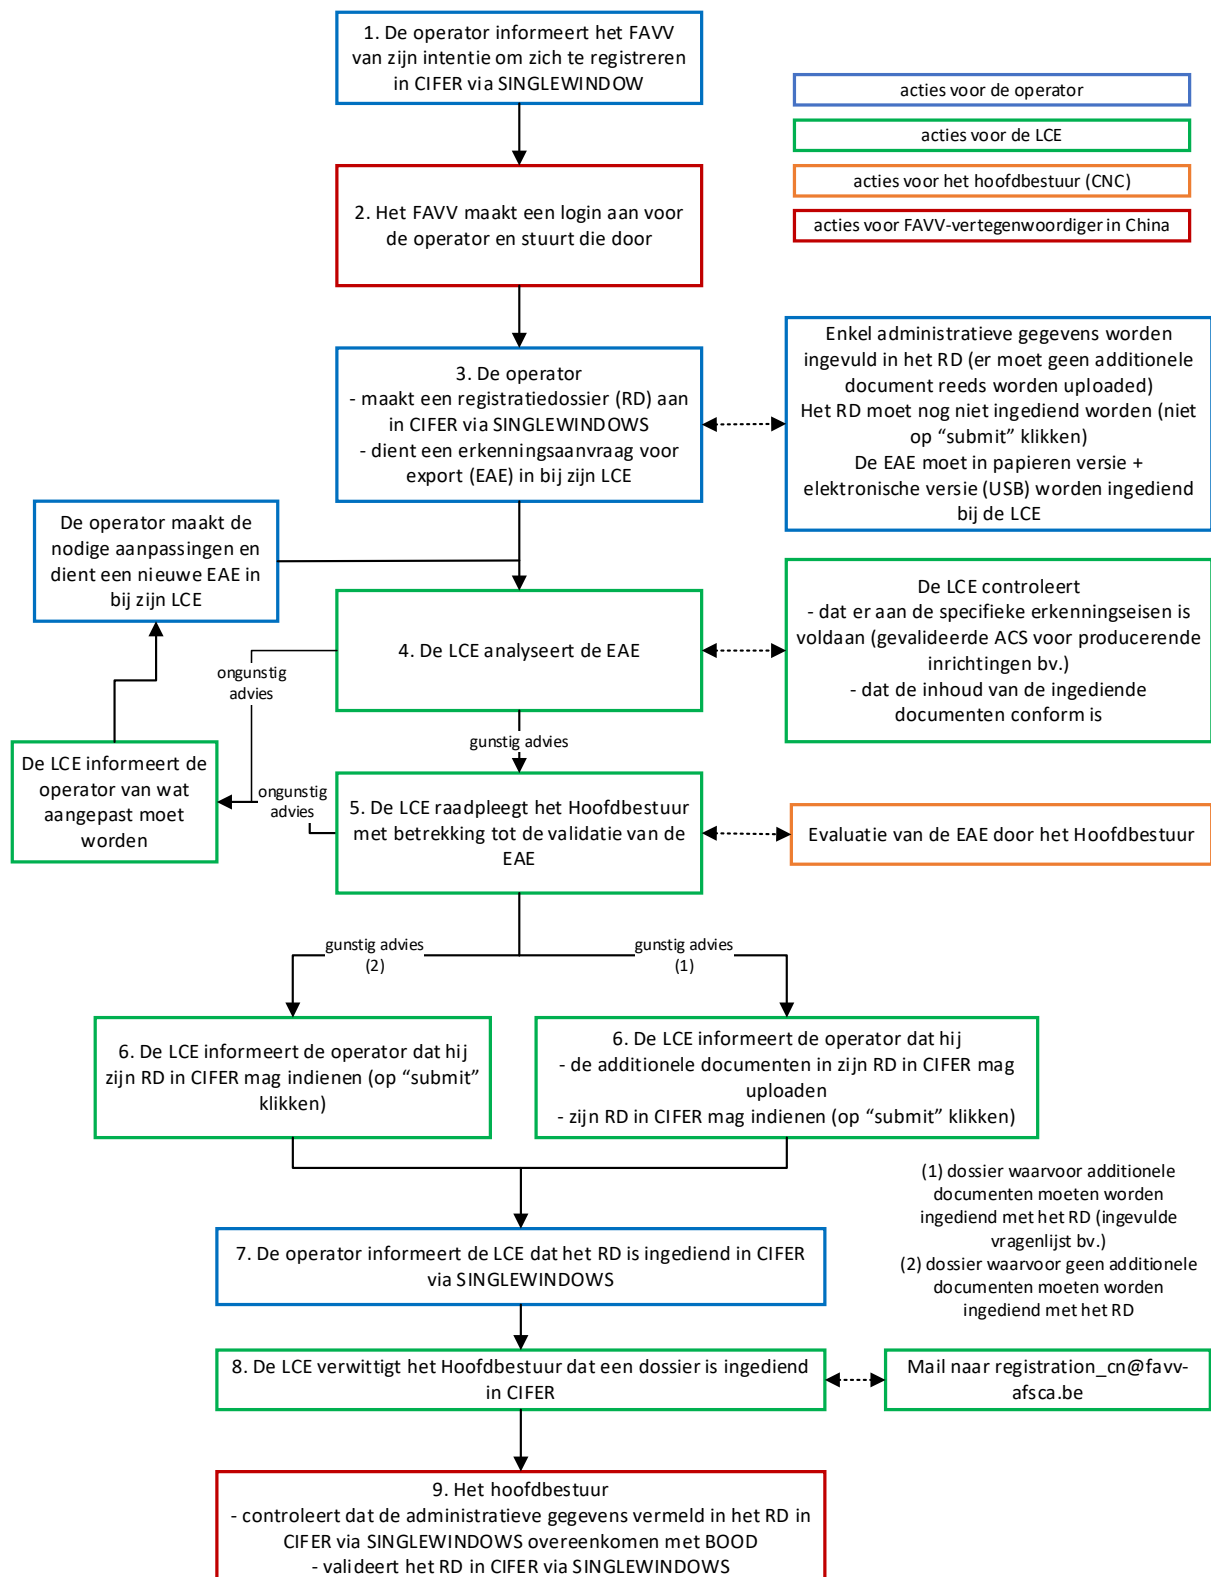 1. De operator informeert het FAVV
van zijn intentie om zich te registreren
in CIFER via SINGLEWINDOW
acties voor de operator
acties voor de LCE
acties voor het hoofdbestuur (CNC)
acties voor FAVV-vertegenwoordiger in China
2. Het FAVV maakt een login aan voor
de operator en stuurt die door
3. De operator
- maakt een registratiedossier (RD) aan
in CIFER via SINGLEWINDOWS
- dient een erkenningsaanvraag voor
export (EAE) in bij zijn LCE
Enkel administratieve gegevens worden
ingevuld in het RD (er moet geen additionele
document reeds worden uploaded)
Het RD moet nog niet ingediend worden (niet
op “submit” klikken)
De EAE moet in papieren versie +
elektronische versie (USB) worden ingediend
bij de LCE
De operator maakt de
nodige aanpassingen en
dient een nieuwe EAE in
bij zijn LCE
4. De LCE analyseert de EAE
De LCE controleert
- dat er aan de specifieke erkenningseisen is
voldaan (gevalideerde ACS voor producerende
inrichtingen bv.)
- dat de inhoud van de ingediende
documenten conform is
ongunstig
advies
gunstig advies
De LCE informeert de
operator van wat
aangepast moet
worden
ongunstig
advies
5. De LCE raadpleegt het Hoofdbestuur
met betrekking tot de validatie van de
EAE
Evaluatie van de EAE door het Hoofdbestuur
gunstig advies
(2)
gunstig advies
(1)
6. De LCE informeert de operator dat hij
zijn RD in CIFER mag indienen (op “submit”
klikken)
6. De LCE informeert de operator dat hij
- de additionele documenten in zijn RD in CIFER mag
uploaden
- zijn RD in CIFER mag indienen (op “submit” klikken)
(1) dossier waarvoor additionele
documenten moeten worden
ingediend met het RD (ingevulde
vragenlijst bv.)
(2) dossier waarvoor geen additionele
documenten moeten worden
ingediend met het RD
7. De operator informeert de LCE dat het RD is ingediend in CIFER
via SINGLEWINDOWS
8. De LCE verwittigt het Hoofdbestuur dat een dossier is ingediend
in CIFER
Mail naar registration_cn@favv-
afsca.be
9. Het hoofdbestuur
- controleert dat de administratieve gegevens vermeld in het RD in
CIFER via SINGLEWINDOWS overeenkomen met BOOD
- valideert het RD in CIFER via SINGLEWINDOWS